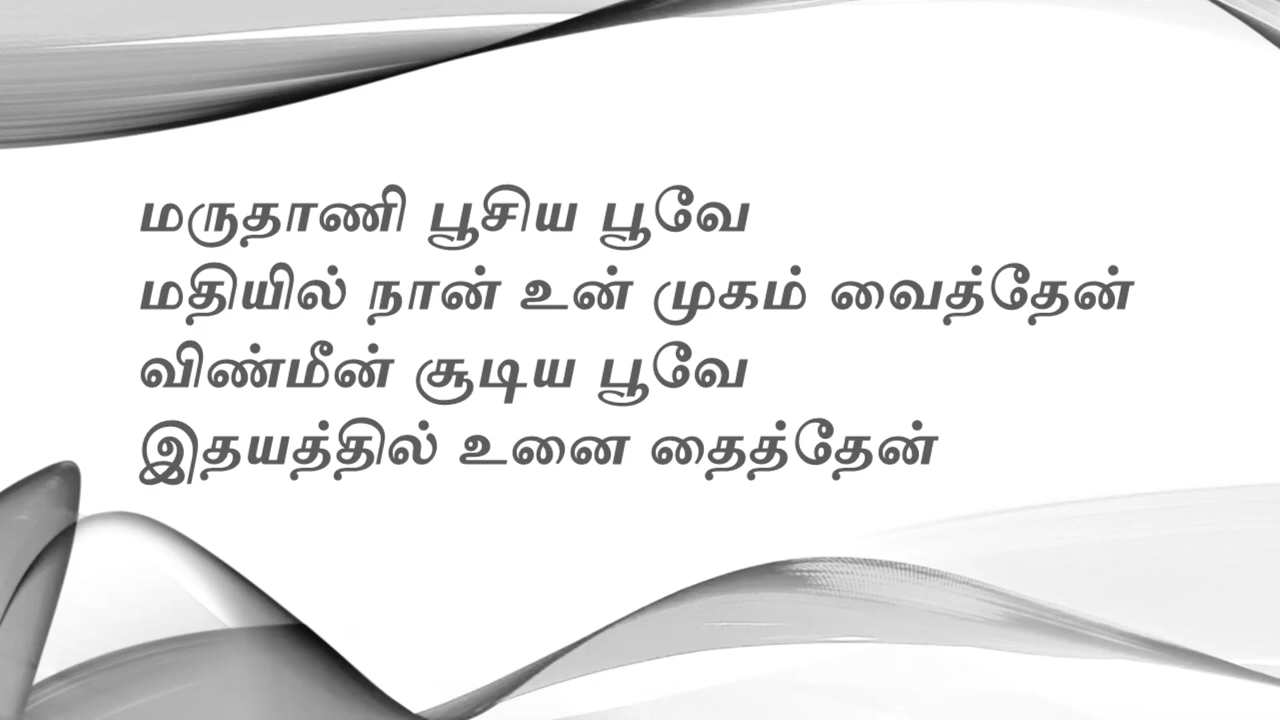 மருதாணி பூசிய பூவே
மதியில் நான் உன் முகம் வைத்தேன்
விண்மீன் சூடிய பூவே
இதயத்தில் உனை தைத்தேன்